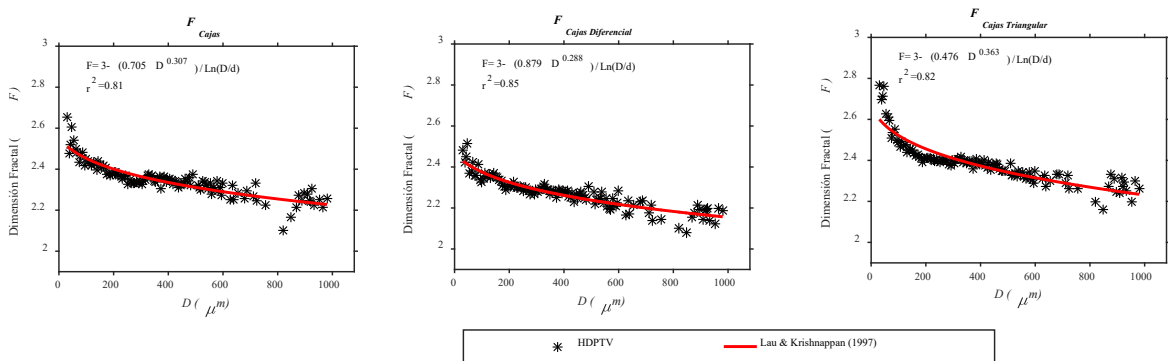 F
Cajas
F= 3- (0.705 D 0.307 ) / Ln(D/d)
r 2 =0.81
Dimensión Fractal ( F )
3
2.8
2.6
2.4
2.2
2
0 200 400 600 800 1000
D ( μm)
F
Cajas Diferencial
F= 3- (0.879 D 0.288 ) / Ln(D/d)
r 2 =0.85
Dimensión Fractal ( F )
3
2.8
2.6
2.4
2.2
2
0 200 400 600 800 1000
D ( μm)
F
Cajas Triangular
F= 3- (0.476 D 0.363 ) / Ln(D/d)
r 2 =0.82
Dimensión Fractal ( F )
3
2.8
2.6
2.4
2.2
2
0 200 400 600 800 1000
D ( μm)
HDPTV
Lau & Krishnappan (1997)